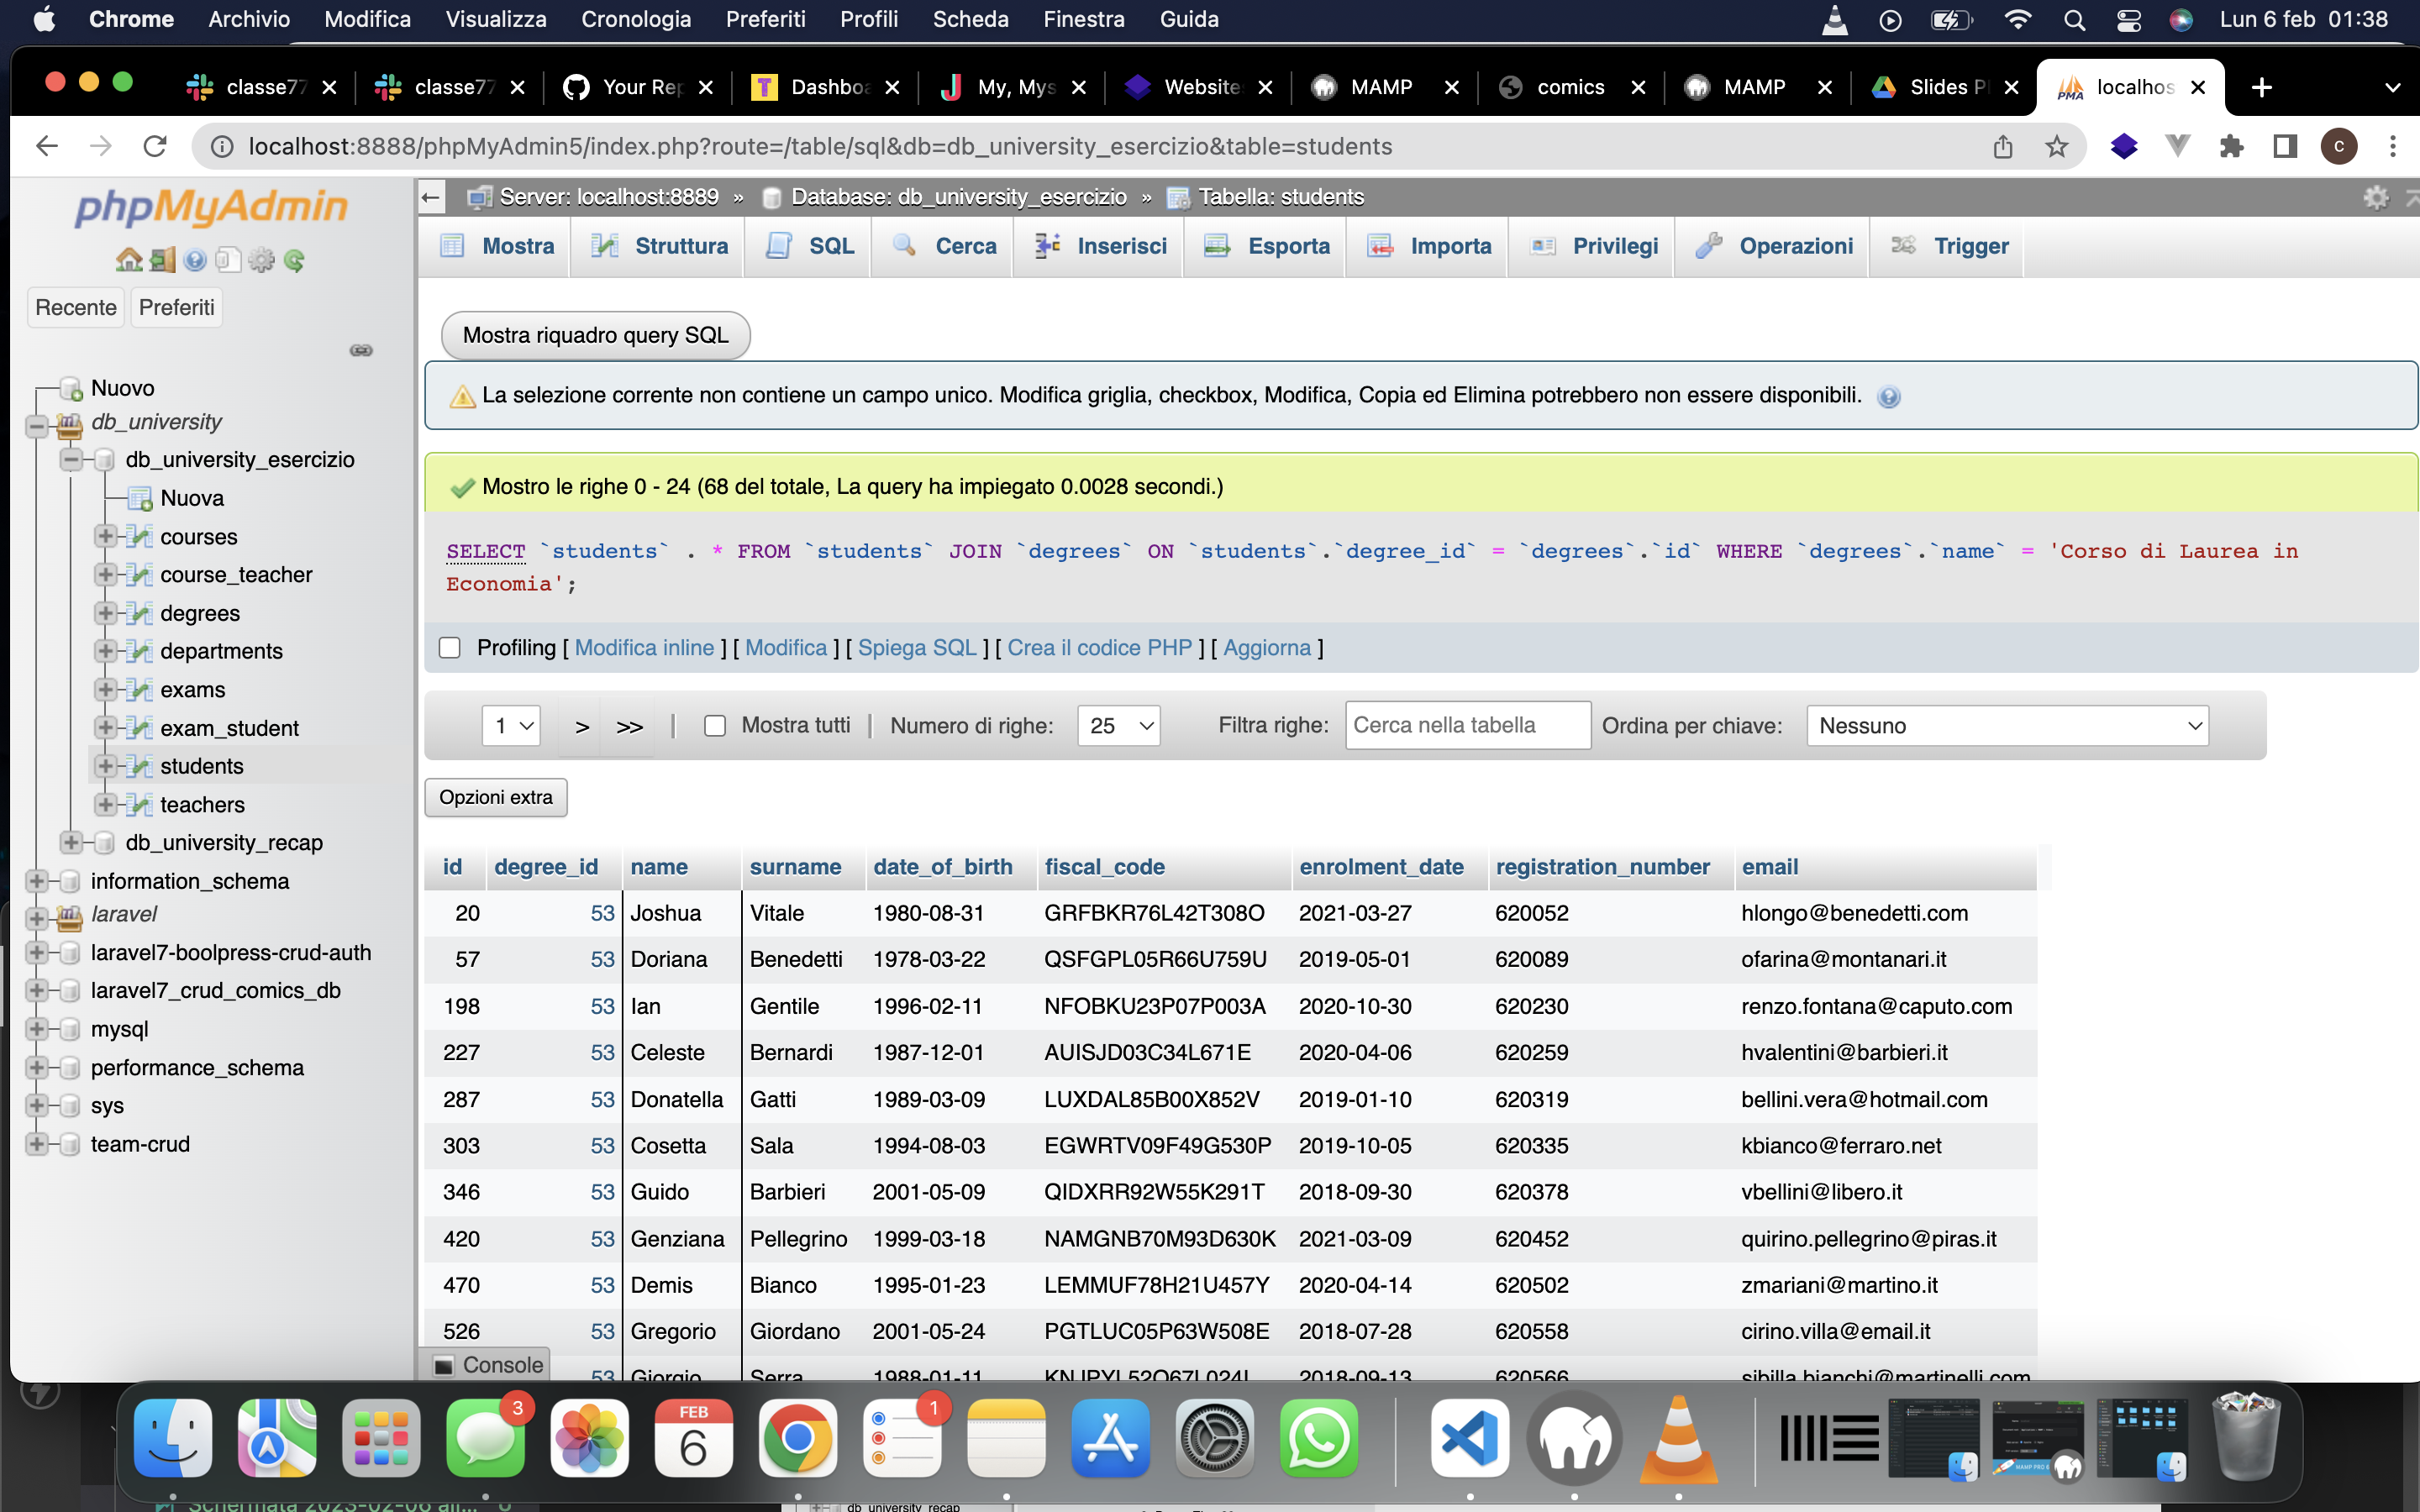 Chrome Archivio Modifica Visualizza Cronologia Preferiti Profili Scheda Finestra Guida Lun 6 feb 01:38
classe77 classe77 Your Rep Dashboa My, Mys Website MAMP comics MAMP Slides P localhos
localhost:8888/phpMyAdmin5/index.php?route=/table/sql&db=db_university_esercizio&table=students C
phpMyAdmin
Recente Preferiti
Nuovo
db_university
db_university_esercizio
Nuova
courses
course_teacher
degrees
departments
exams
exam_student
students
teachers
db_university_recap
information_schema
laravel
laravel7-boolpress-crud-auth
laravel7_crud_comics_db
mysql
performance_schema
sys
team-crud
Server: localhost:8889 » Database: db_university_esercizio » Tabella: students
Mostra Struttura SQL Cerca Inserisci Esporta Importa Privilegi Operazioni Trigger
Mostra riquadro query SQL
La selezione corrente non contiene un campo unico. Modifica griglia, checkbox, Modifica, Copia ed Elimina potrebbero non essere disponibili.
Mostro le righe 0 - 24 (68 del totale, La query ha impiegato 0.0028 secondi.)
SELECT `students` . * FROM `students` JOIN `degrees` ON `students`.`degree_id` = `degrees`.`id` WHERE `degrees`.`name` = 'Corso di Laurea in
Economia';
Profiling [ Modifica inline ] [ Modifica ] [ Spiega SQL ] [ Crea il codice PHP ] [ Aggiorna ]
1 > >> | Mostra tutti | Numero di righe: 25 Filtra righe: Cerca nella tabella Ordina per chiave: Nessuno
Opzioni extra
id degree_id name surname date_of_birth fiscal_code enrolment_date registration_number email
20 53 Joshua Vitale 1980-08-31 GRFBKR76L42T308O 2021-03-27 620052 hlongo@benedetti.com
57 53 Doriana Benedetti 1978-03-22 QSFGPL05R66U759U 2019-05-01 620089 ofarina@montanari.it
198 53 Ian Gentile 1996-02-11 NFOBKU23P07P003A 2020-10-30 620230 renzo.fontana@caputo.com
227 53 Celeste Bernardi 1987-12-01 AUISJD03C34L671E 2020-04-06 620259 hvalentini@barbieri.it
287 53 Donatella Gatti 1989-03-09 LUXDAL85B00X852V 2019-01-10 620319 bellini.vera@hotmail.com
303 53 Cosetta Sala 1994-08-03 EGWRTV09F49G530P 2019-10-05 620335 kbianco@ferraro.net
346 53 Guido Barbieri 2001-05-09 QIDXRR92W55K291T 2018-09-30 620378 vbellini@libero.it
420 53 Genziana Pellegrino 1999-03-18 NAMGNB70M93D630K 2021-03-09 620452 quirino.pellegrino@piras.it
470 53 Demis Bianco 1995-01-23 LEMMUF78H21U457Y 2020-04-14 620502 zmariani@martino.it
526 53 Gregorio Giordano 2001-05-24 PGTLUC05P63W508E 2018-07-28 620558 cirino.villa@email.it
53 Giorgio Serra 1988-01-11 2018-09-13 620566 sibilla.bianchi@martinelli.com
Console
3
FEB
6
1
db_university_recap